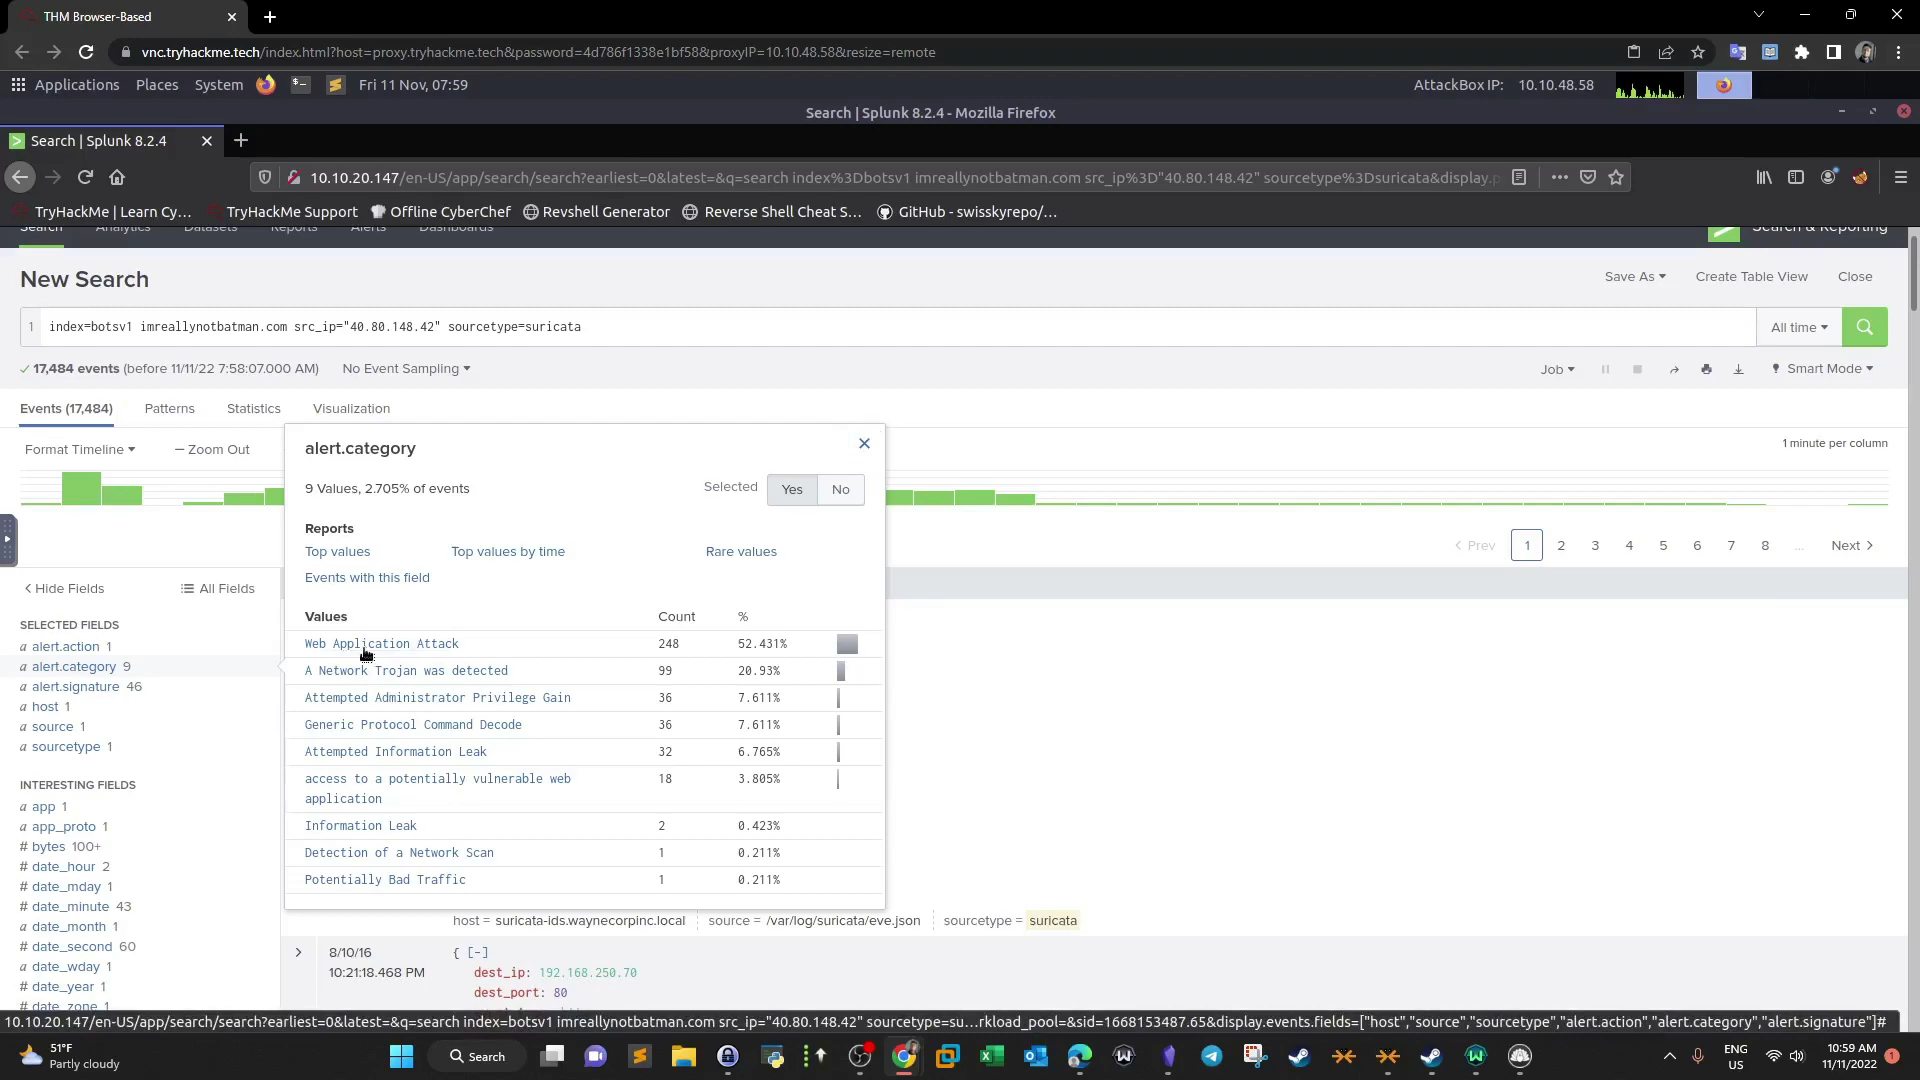 THM Browser-Based
vnc.tryhackme.tech/index.html?host=proxy.tryhackme.tech&password=4d786f1338e1bf58&proxyIP=10.10.48.58&resize=remote
Applications Places System Fri 11 Nov, 07:59 AttackBox IP: 10.10.48.58
Search | Splunk 8.2.4 - Mozilla Firefox
Search | Splunk 8.2.4
10.10.20.147/en-US/app/search/search?earliest=0&latest=&q=search index%3Dbotsv1 imreallynotbatman.com src_ip%3D"40.80.148.42" sourcetype%3Dsuricata&display.p
TryHackMe | Learn Cy… TryHackMe Support Offline CyberChef Revshell Generator Reverse Shell Cheat S… GitHub - swisskyrepo/…
Search Analytics Datasets Reports Alerts Dashboards Search & Reporting
New Search Save As Create Table View Close
1 index=botsv1 imreallynotbatman.com src_ip="40.80.148.42" sourcetype=suricata All time
17,484 events (before 11/11/22 7:58:07.000 AM) No Event Sampling Job Smart Mode
Events (17,484) Patterns Statistics Visualization
Format Timeline — Zoom Out 1 minute per column
alert.category
9 Values, 2.705% of events Selected Yes No
Reports
Top values Top values by time Rare values
Events with this field
< Prev 1 2 3 4 5 6 7 8 ... Next >
Values Count %
Web Application Attack 248 52.431%
A Network Trojan was detected 99 20.93%
Attempted Administrator Privilege Gain 36 7.611%
Generic Protocol Command Decode 36 7.611%
Attempted Information Leak 32 6.765%
access to a potentially vulnerable web application 18 3.805%
Information Leak 2 0.423%
Detection of a Network Scan 1 0.211%
Potentially Bad Traffic 1 0.211%
< Hide Fields All Fields
SELECTED FIELDS
a alert.action 1
a alert.category 9
a alert.signature 46
a host 1
a source 1
a sourcetype 1
INTERESTING FIELDS
a app 1
a app_proto 1
# bytes 100+
# date_hour 2
# date_mday 1
# date_minute 43
a date_month 1
# date_second 60
a date_wday 1
# date_year 1
# date_zone 1
host = suricata-ids.waynecorpinc.local source = /var/log/suricata/eve.json sourcetype = suricata
> 8/10/16 { [-]
10:21:18.468 PM dest_ip: 192.168.250.70
dest_port: 80
10.10.20.147/en-US/app/search/search?earliest=0&latest=&q=search index=botsv1 imreallynotbatman.com src_ip="40.80.148.42" sourcetype=su...rkload_pool=&sid=1668153487.65&display.events.fields=["host","source","sourcetype","alert.action","alert.category","alert.signature"]#
51°F
Partly cloudy
Search
ENG
US
10:59 AM
11/11/2022
1